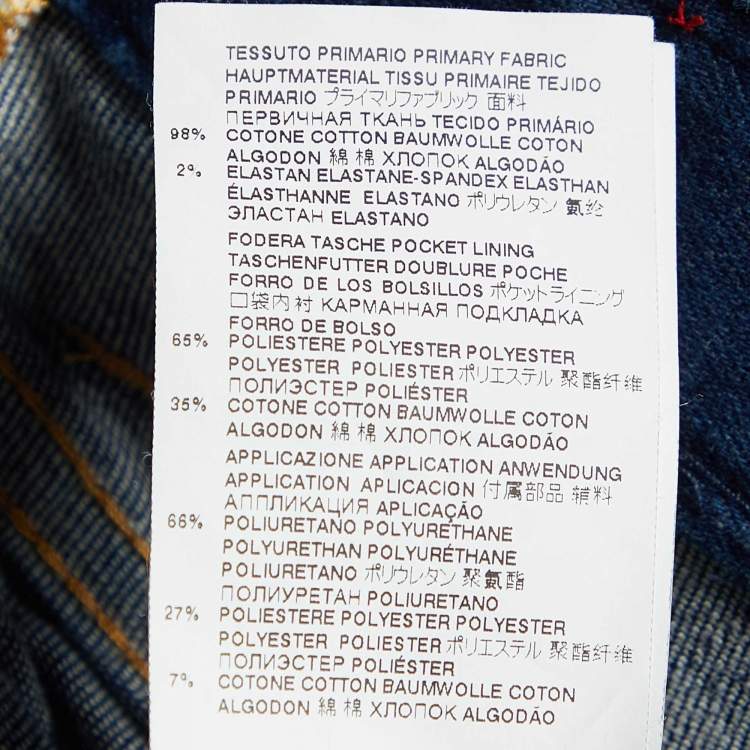 TESSUTO PRIMARIO PRIMARY FABRIC
HAUPTMATERIAL TISSU PRIMAIRE TEJIDO
PRIMARIO プライマリファブリック 面料
ПЕРВИЧНАЯ ТКАНЬ TECIDO PRIMÁRIO
98% COTONE COTTON BAUMWOLLE COTON
ALGODON 綿 棉 ХЛОПОК ALGODÃO
2% ELASTAN ELASTANE-SPANDEX ELASTHAN
ÉLASTHANNE ELASTANO ポリウレタン 氨纶
ЭЛАСТАН ELASTANO
FODERA TASCHE POCKET LINING
TASCHENFUTTER DOUBLURE POCHE
FORRO DE LOS BOLSILLOS ポケットライニング
口袋内衬 КАРМАННАЯ ПОДКЛАДКА
FORRO DE BOLSO
65% POLIESTERE POLYESTER POLYESTER
POLYESTER POLIESTER ポリエステル 聚酯纤维
ПОЛИЭСТЕР POLIÉSTER
35% COTONE COTTON BAUMWOLLE COTON
ALGODON 綿 棉 ХЛОПОК ALGODÃO
APPLICAZIONE APPLICATION ANWENDUNG
APPLICATION APLICACION 付属部品 辅料
АППЛИКАЦИЯ APLICAÇÃO
66% POLIURETANO POLYURETHANE
POLYURETHAN POLYURÉTHANE
POLIURETANO ポリウレタン 聚氨酯
ПОЛИУРЕТАН POLIURETANO
27% POLIESTERE POLYESTER POLYESTER
POLYESTER POLIESTER ポリエステル 聚酯纤维
ПОЛИЭСТЕР POLIÉSTER
7% COTONE COTTON BAUMWOLLE COTON
ALGODON 綿 棉 ХЛОПОК ALGODÃO